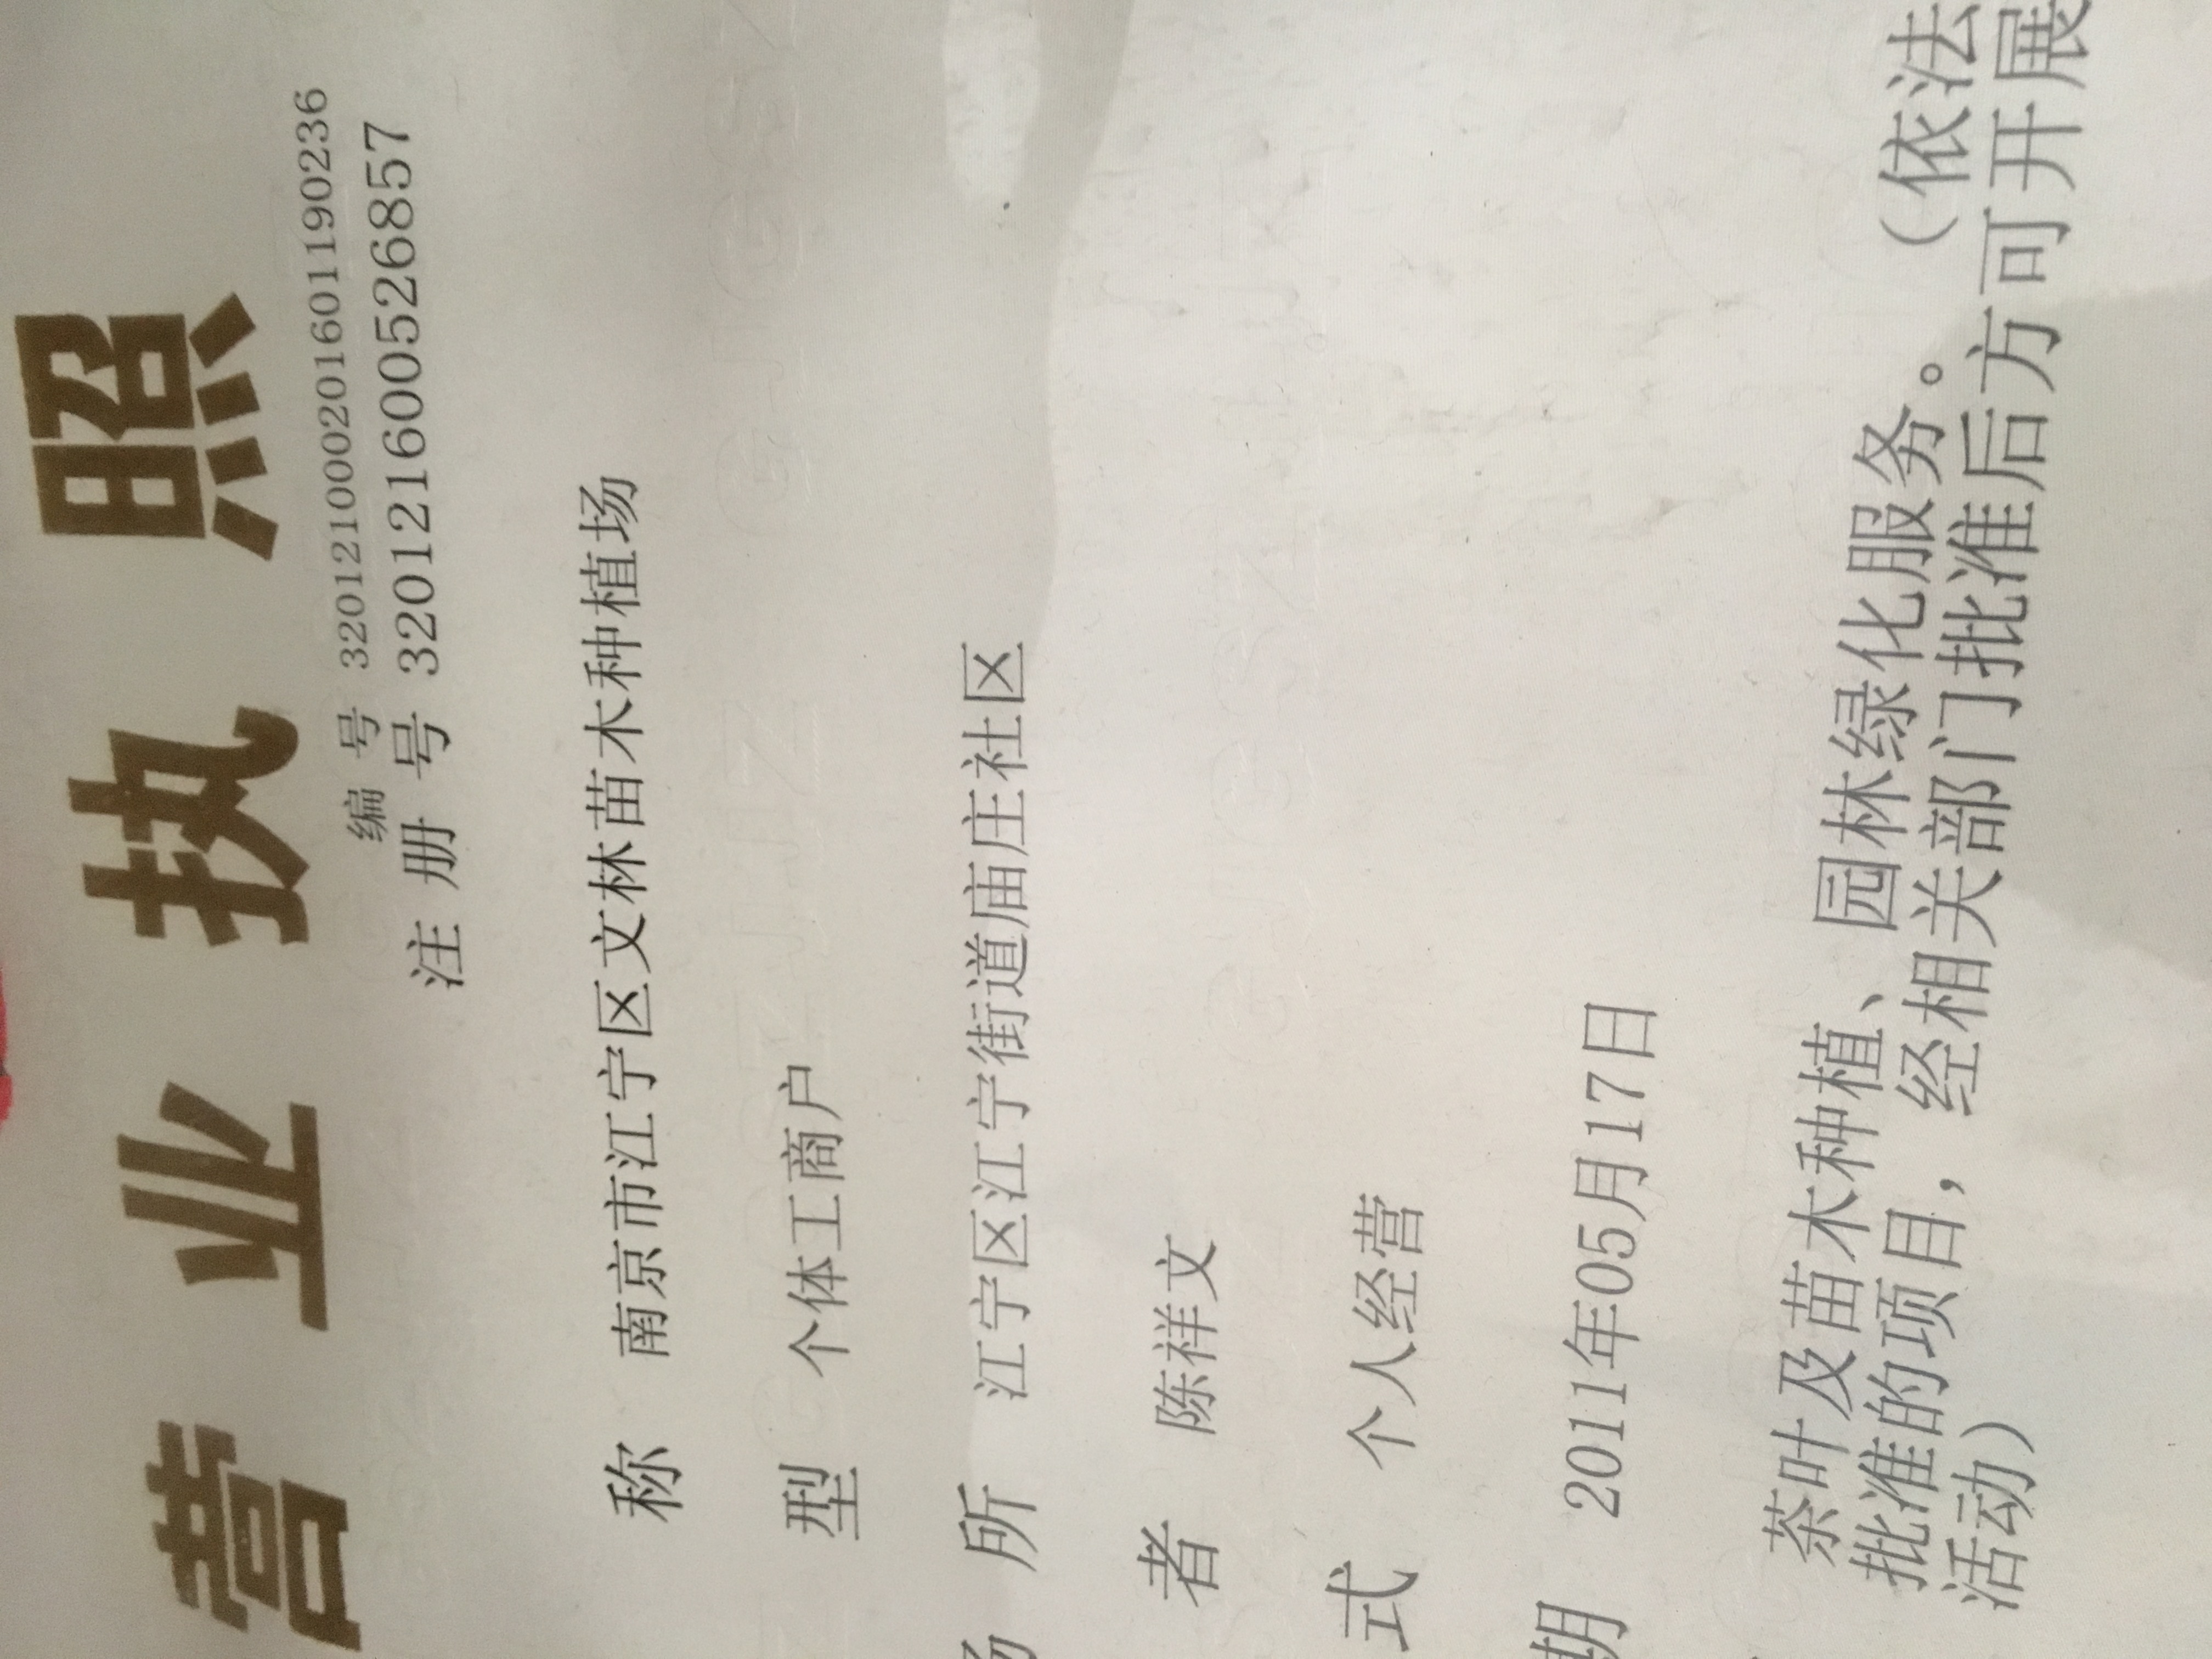 营业执照
编 号 320121000201601190236
注 册 号 320121600526857
称 南京市江宁区文林苗木种植场
型 个体工商户
场 所 江宁区江宁街道庙庄社区
者 陈祥文
式 个人经营
期 2011年05月17日
茶叶及苗木种植、园林绿化服务。（依法
批准的项目，经相关部门批准后方可开展
活动）